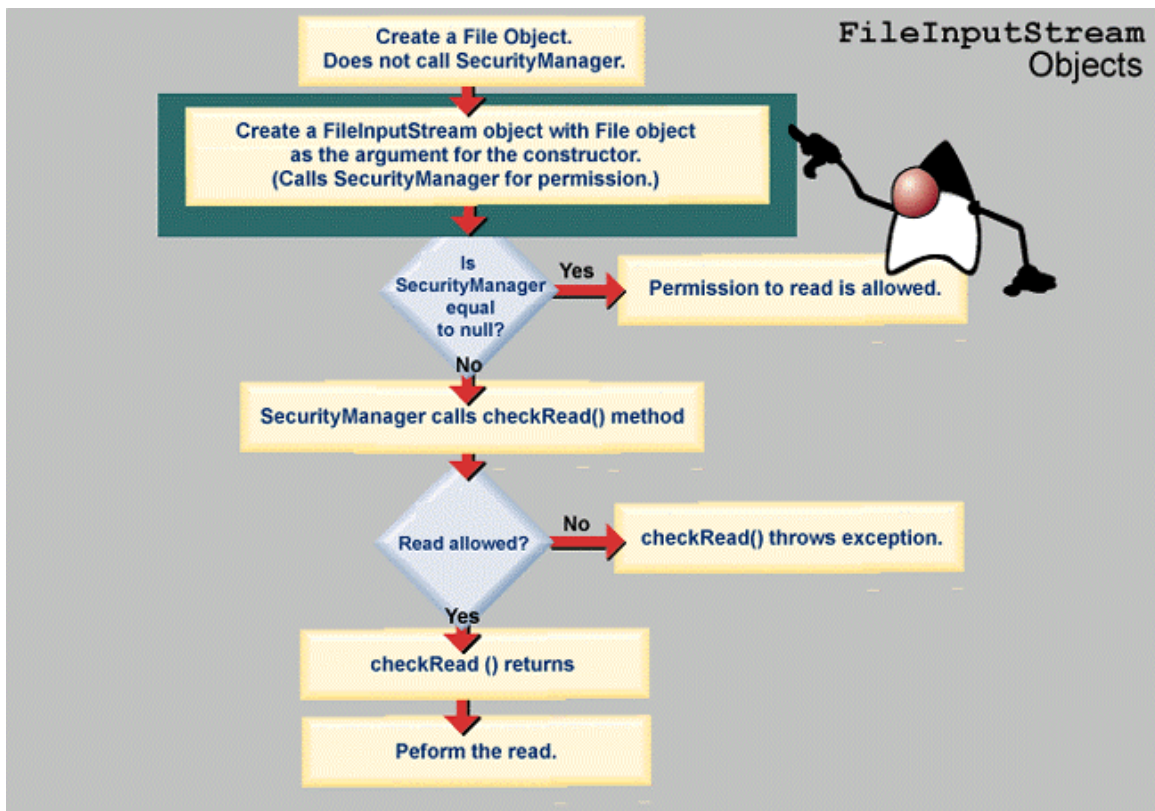 FileInputStream
Objects
Create a File Object.
Does not call SecurityManager.
Create a FileInputStream object with File object
as the argument for the constructor.
(Calls SecurityManager for permission.)
Is
SecurityManager
equal
to null?
Yes
Permission to read is allowed.
No
SecurityManager calls checkRead() method
Read allowed?
No
checkRead() throws exception.
Yes
checkRead () returns
Peform the read.